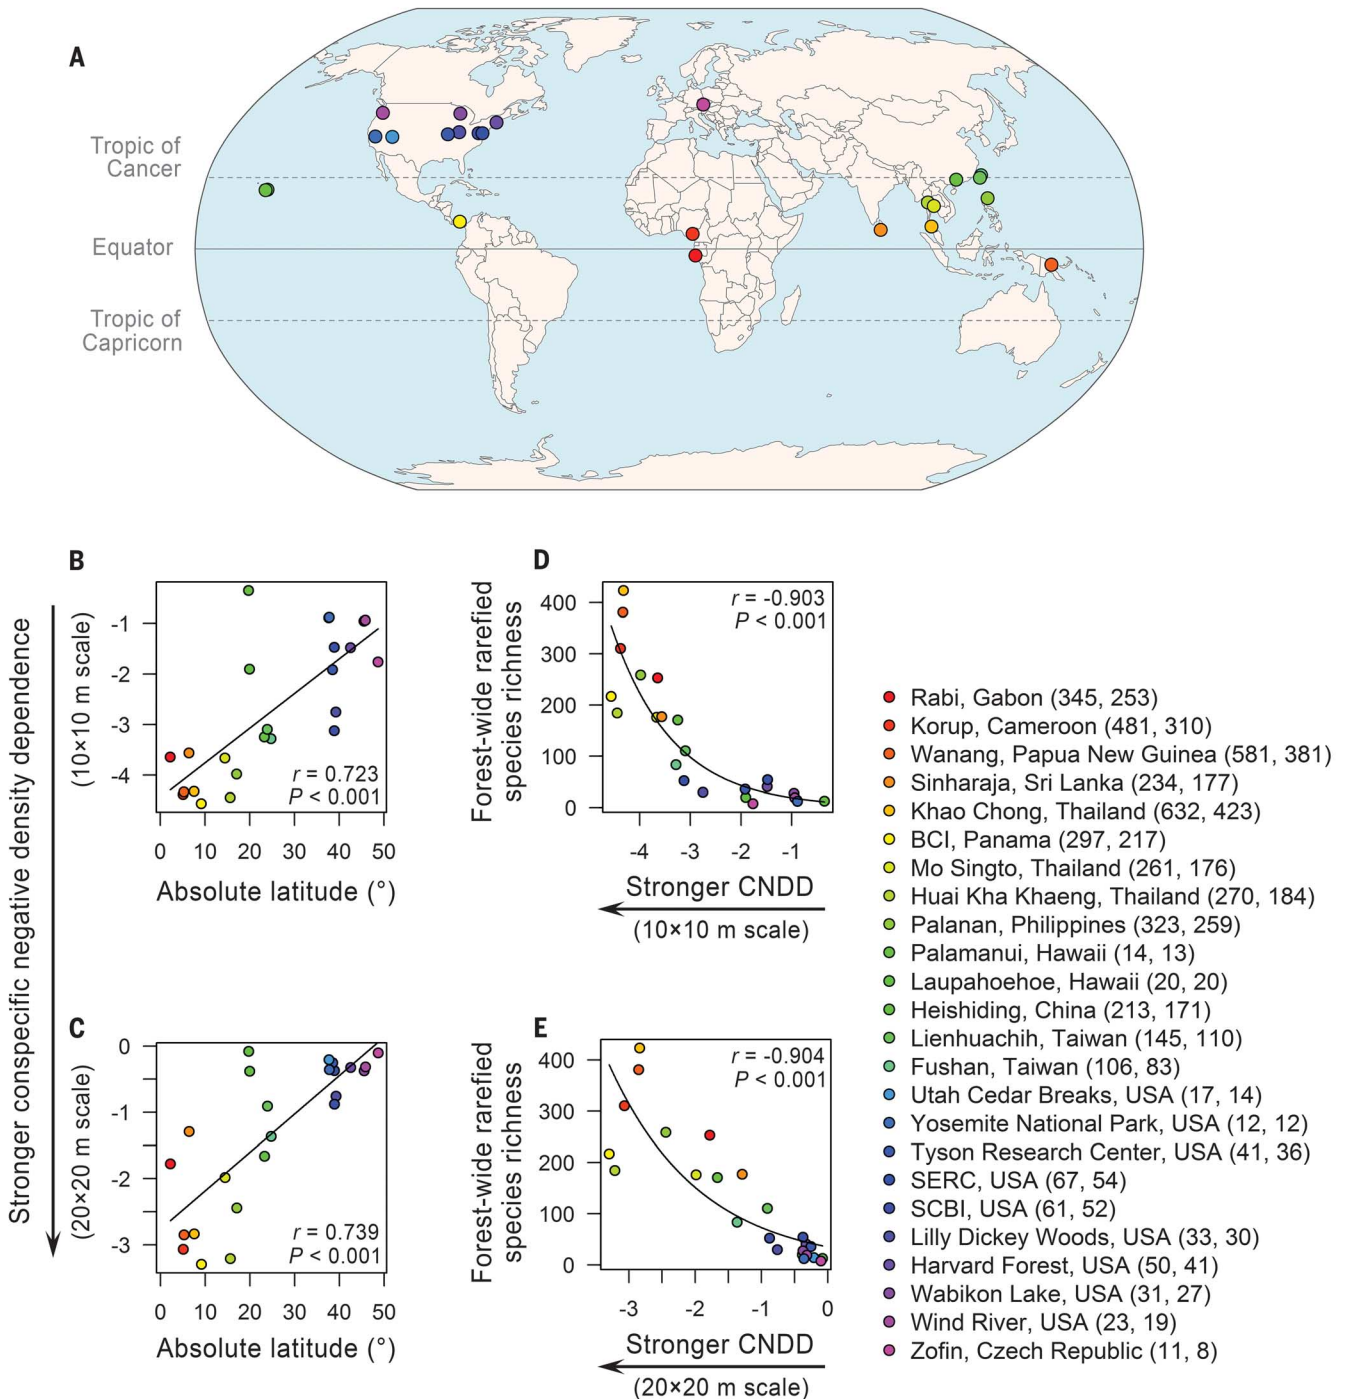 A
Tropic of
Cancer
Equator
Tropic of
Capricorn
Stronger conspecific negative density dependence
B
(10×10 m scale)
-1
-2
-3
-4
r = 0.723
P < 0.001
0 10 20 30 40 50
Absolute latitude (°)
D
Forest-wide rarefied
species richness
400
300
200
100
0
r = -0.903
P < 0.001
-4 -3 -2 -1
Stronger CNDD
(10×10 m scale)
C
(20×20 m scale)
0
-1
-2
-3
r = 0.739
P < 0.001
0 10 20 30 40 50
Absolute latitude (°)
E
Forest-wide rarefied
species richness
400
300
200
100
0
r = -0.904
P < 0.001
-3 -2 -1 0
Stronger CNDD
(20×20 m scale)
Rabi, Gabon (345, 253)
Korup, Cameroon (481, 310)
Wanang, Papua New Guinea (581, 381)
Sinharaja, Sri Lanka (234, 177)
Khao Chong, Thailand (632, 423)
BCI, Panama (297, 217)
Mo Singto, Thailand (261, 176)
Huai Kha Khaeng, Thailand (270, 184)
Palanan, Philippines (323, 259)
Palamanui, Hawaii (14, 13)
Laupahoehoe, Hawaii (20, 20)
Heishiding, China (213, 171)
Lienhuachih, Taiwan (145, 110)
Fushan, Taiwan (106, 83)
Utah Cedar Breaks, USA (17, 14)
Yosemite National Park, USA (12, 12)
Tyson Research Center, USA (41, 36)
SERC, USA (67, 54)
SCBI, USA (61, 52)
Lilly Dickey Woods, USA (33, 30)
Harvard Forest, USA (50, 41)
Wabikon Lake, USA (31, 27)
Wind River, USA (23, 19)
Zofin, Czech Republic (11, 8)